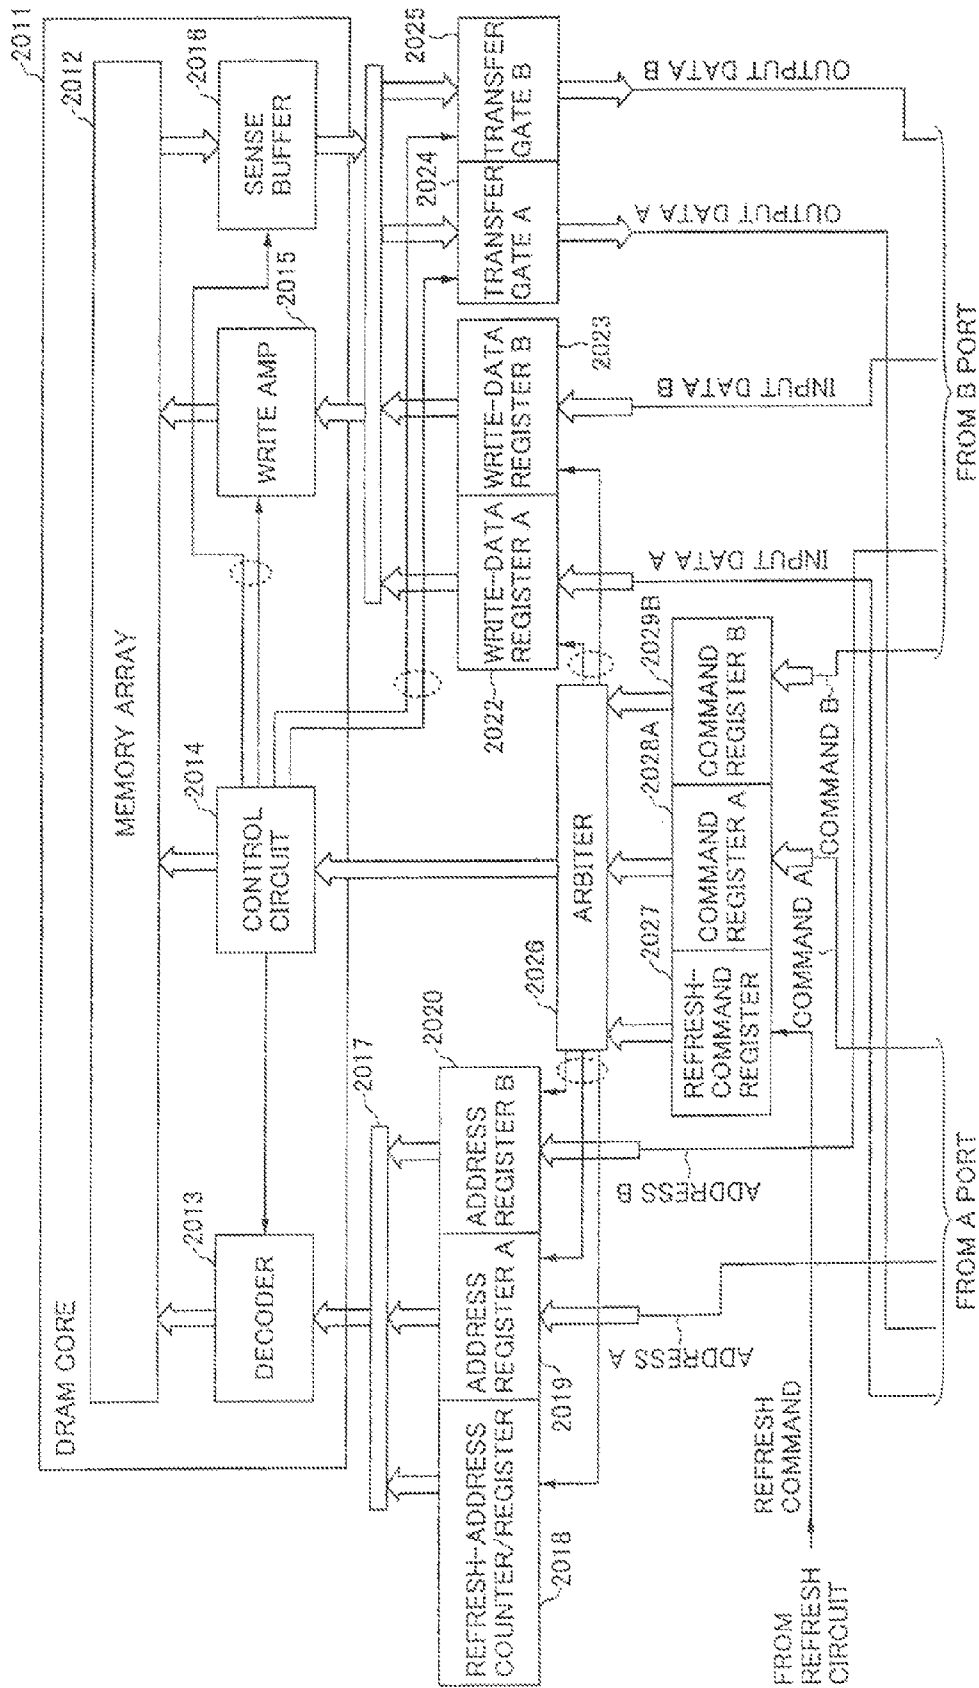 DRAM CORE
2011
MEMORY ARRAY
2012
DECODER
2013
CONTROL
CIRCUIT
2014
WRITE AMP
2015
SENSE
BUFFER
2016
2017
REFRESH-ADDRESS
COUNTER/REGISTER
2018
ADDRESS
REGISTER A
2019
ADDRESS
REGISTER B
2020
ARBITER
2026
WRITE-DATA
REGISTER A
2022
WRITE-DATA
REGISTER B
2023
TRANSFER
GATE A
2024
TRANSFER
GATE B
2025
REFRESH-
COMMAND
REGISTER
2027
COMMAND
REGISTER A
2028A
COMMAND
REGISTER B
2029B
ADDRESS A
ADDRESS B
COMMAND A
COMMAND B
INPUT DATA A
INPUT DATA B
OUTPUT DATA A
OUTPUT DATA B
REFRESH
COMMAND
FROM
REFRESH
CIRCUIT
FROM A PORT
FROM B PORT